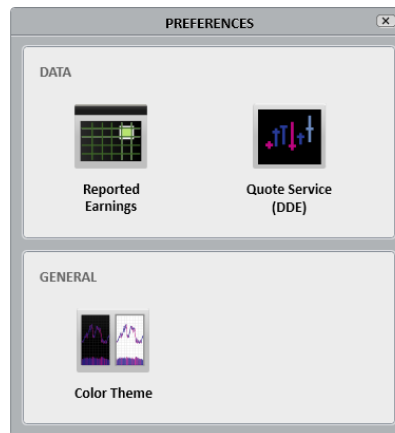 PREFERENCES
DATA
Reported
Earnings
Quote Service
(DDE)
GENERAL
Color Theme